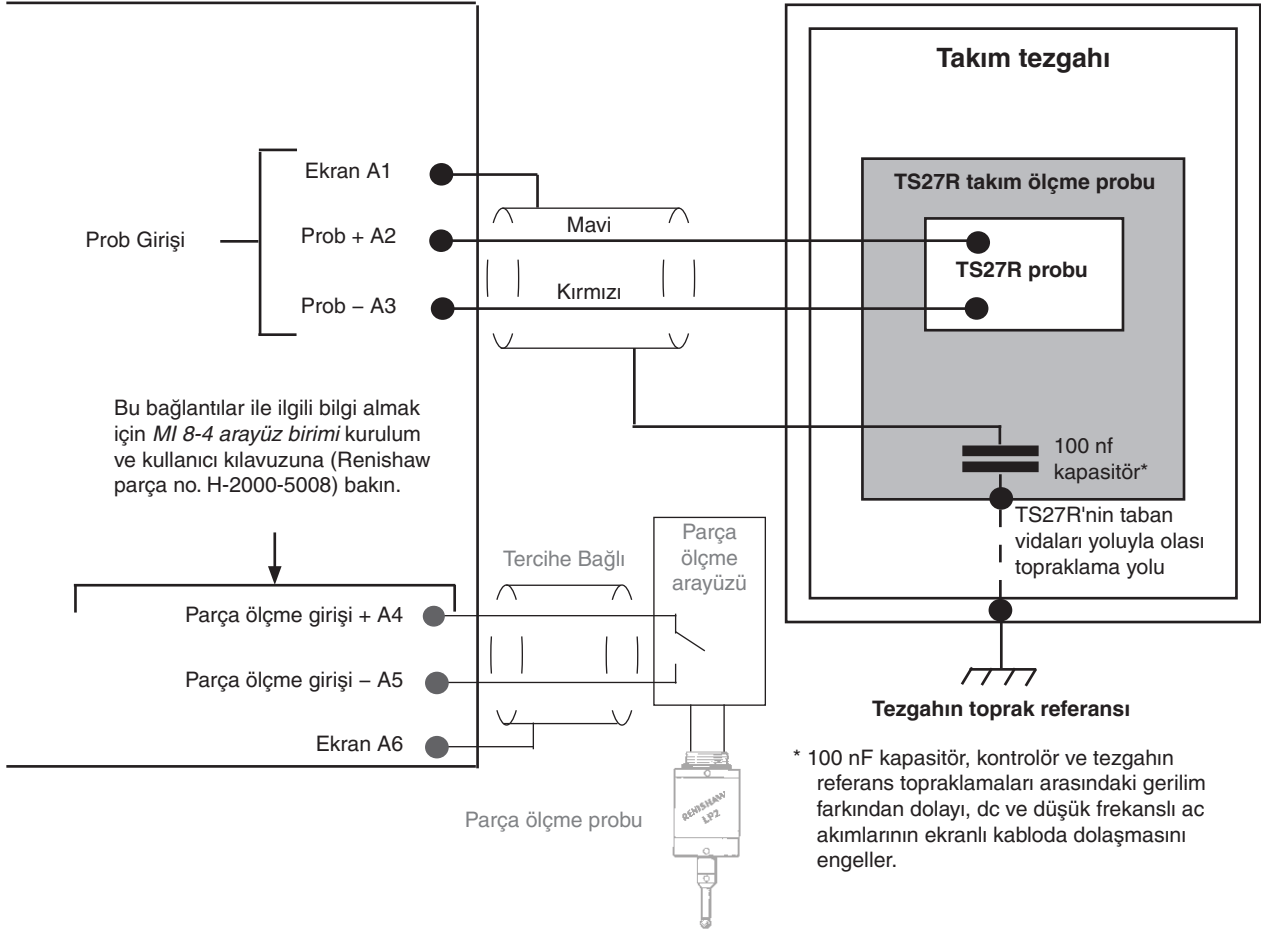 Takım tezgahı
TS27R takım ölçme probu
TS27R probu
Prob Girişi
Ekran A1
Prob + A2
Prob – A3
Mavi
Kırmızı
Bu bağlantılar ile ilgili bilgi almak
için MI 8-4 arayüz birimi kurulum
ve kullanıcı kılavuzuna (Renishaw
parça no. H-2000-5008) bakın.
100 nf
kapasitör*
TS27R'nin taban
vidaları yoluyla olası
topraklama yolu
Tercihe Bağlı
Parça
ölçme
arayüzü
Parça ölçme girişi + A4
Parça ölçme girişi – A5
Ekran A6
Tezgahın toprak referansı
Parça ölçme probu
RENISHAW
LP2
* 100 nF kapasitör, kontrolör ve tezgahın
referans topraklamaları arasındaki gerilim
farkından dolayı, dc ve düşük frekanslı ac
akımlarının ekranlı kabloda dolaşmasını
engeller.